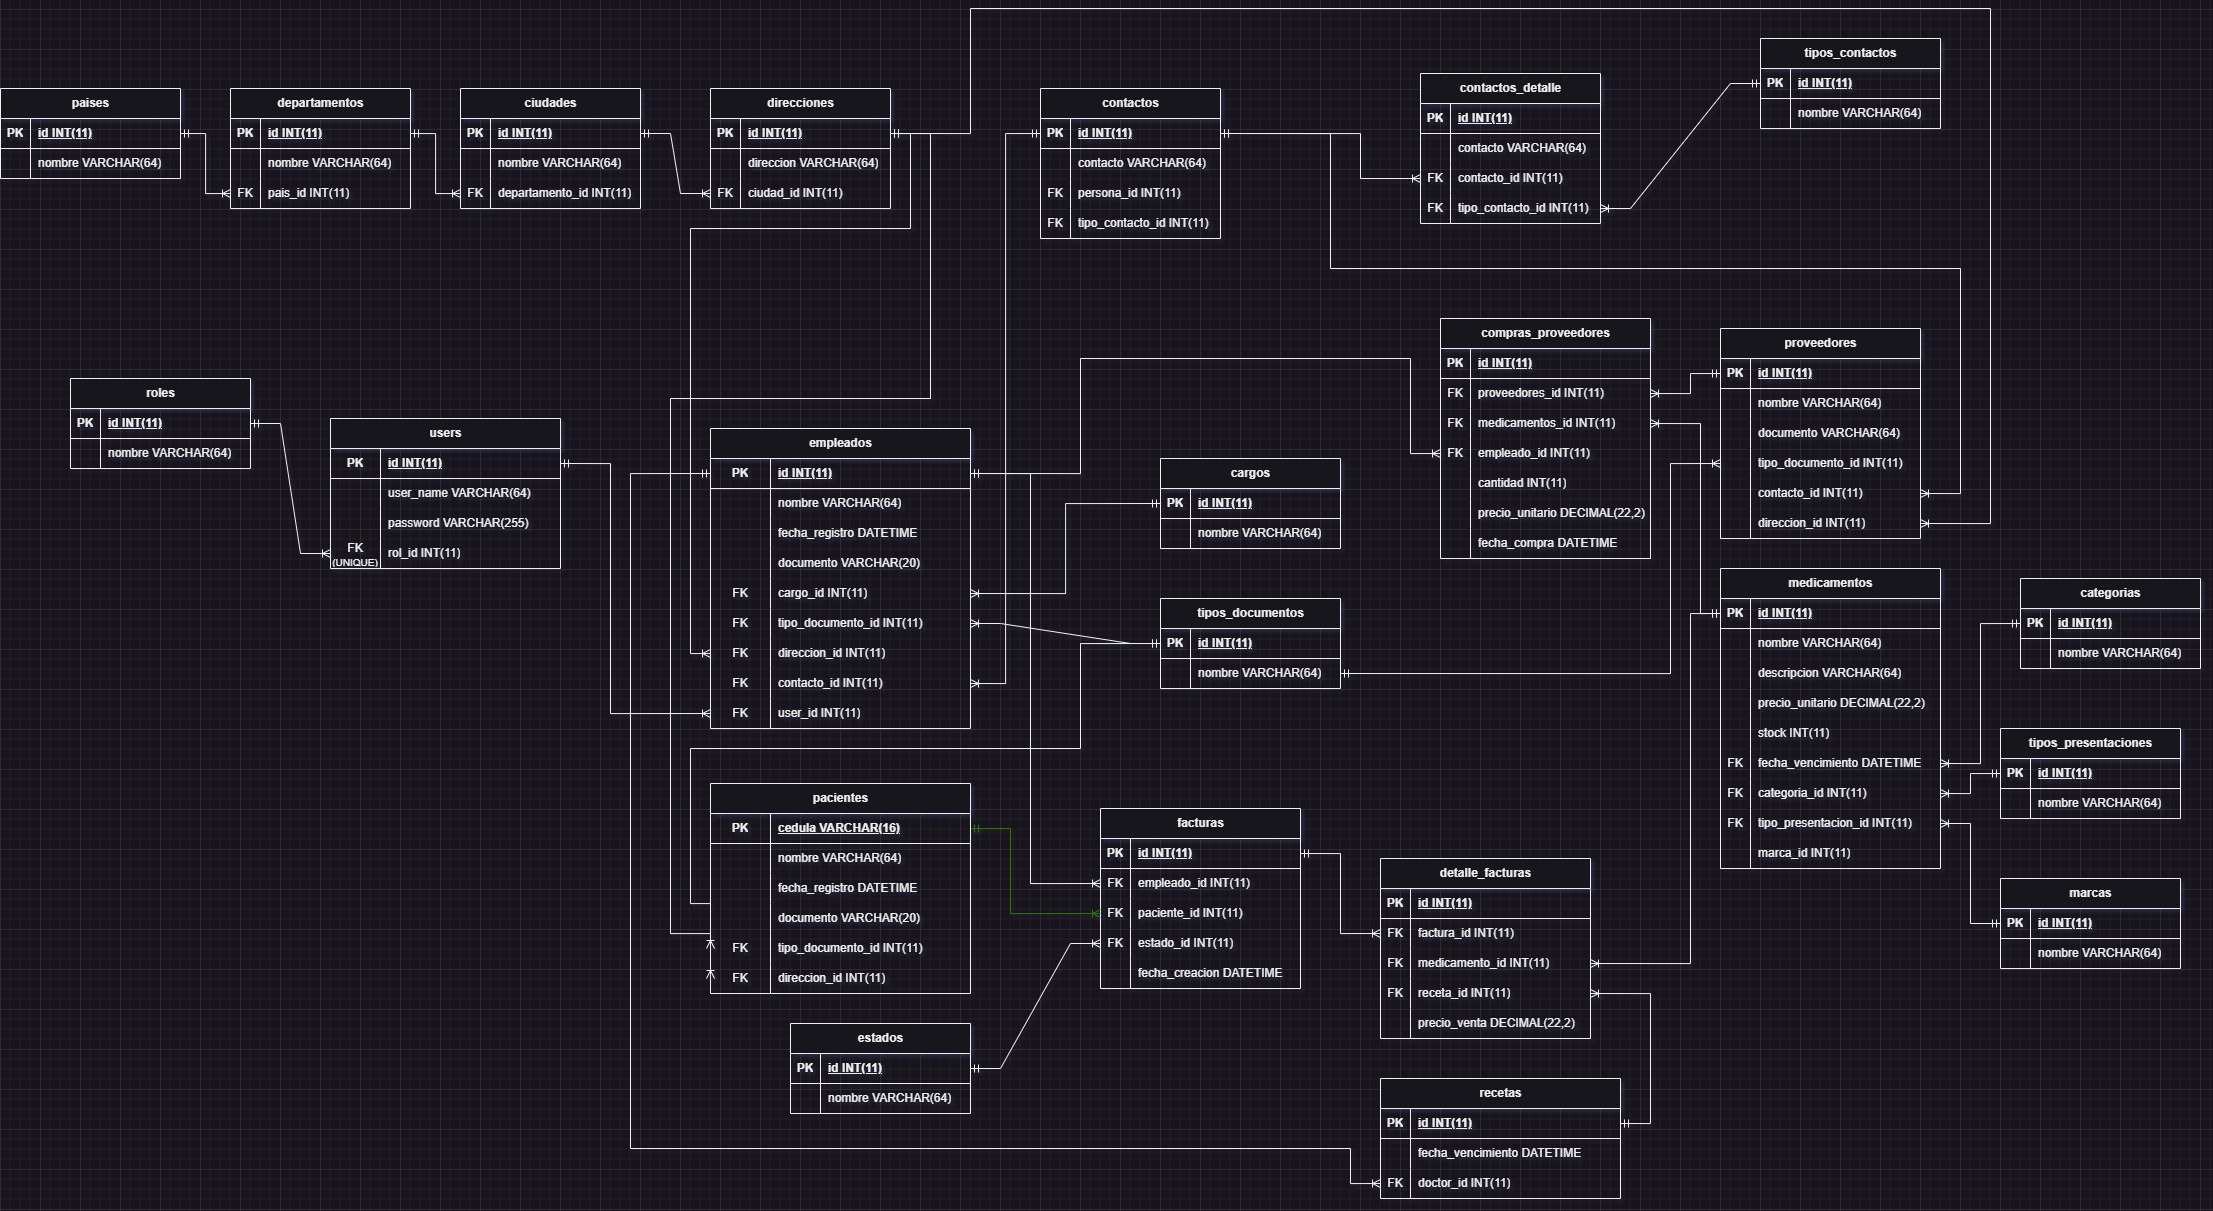 paises
PK id INT(11)
nombre VARCHAR(64)
departamentos
PK id INT(11)
nombre VARCHAR(64)
FK pais_id INT(11)
ciudades
PK id INT(11)
nombre VARCHAR(64)
FK departamento_id INT(11)
direcciones
PK id INT(11)
direccion VARCHAR(64)
FK ciudad_id INT(11)
contactos
PK id INT(11)
contacto VARCHAR(64)
FK persona_id INT(11)
FK tipo_contacto_id INT(11)
contactos_detalle
PK id INT(11)
contacto VARCHAR(64)
FK contacto_id INT(11)
FK tipo_contacto_id INT(11)
tipos_contactos
PK id INT(11)
nombre VARCHAR(64)
roles
PK id INT(11)
nombre VARCHAR(64)
users
PK id INT(11)
user_name VARCHAR(64)
password VARCHAR(255)
FK rol_id INT(11)
(UNIQUE)
empleados
PK id INT(11)
nombre VARCHAR(64)
fecha_registro DATETIME
documento VARCHAR(20)
FK cargo_id INT(11)
FK tipo_documento_id INT(11)
FK direccion_id INT(11)
FK contacto_id INT(11)
FK user_id INT(11)
cargos
PK id INT(11)
nombre VARCHAR(64)
tipos_documentos
PK id INT(11)
nombre VARCHAR(64)
compras_proveedores
PK id INT(11)
FK proveedores_id INT(11)
FK medicamentos_id INT(11)
FK empleado_id INT(11)
cantidad INT(11)
precio_unitario DECIMAL(22,2)
fecha_compra DATETIME
proveedores
PK id INT(11)
nombre VARCHAR(64)
documento VARCHAR(64)
tipo_documento_id INT(11)
contacto_id INT(11)
direccion_id INT(11)
medicamentos
PK id INT(11)
nombre VARCHAR(64)
descripcion VARCHAR(64)
precio_unitario DECIMAL(22,2)
stock INT(11)
FK fecha_vencimiento DATETIME
FK categoria_id INT(11)
FK tipo_presentacion_id INT(11)
marca_id INT(11)
categorias
PK id INT(11)
nombre VARCHAR(64)
tipos_presentaciones
PK id INT(11)
nombre VARCHAR(64)
marcas
PK id INT(11)
nombre VARCHAR(64)
pacientes
PK cedula VARCHAR(16)
nombre VARCHAR(64)
fecha_registro DATETIME
documento VARCHAR(20)
FK tipo_documento_id INT(11)
FK direccion_id INT(11)
facturas
PK id INT(11)
FK empleado_id INT(11)
FK paciente_id INT(11)
FK estado_id INT(11)
fecha_creacion DATETIME
detalle_facturas
PK id INT(11)
FK factura_id INT(11)
FK medicamento_id INT(11)
FK receta_id INT(11)
precio_venta DECIMAL(22,2)
estados
PK id INT(11)
nombre VARCHAR(64)
recetas
PK id INT(11)
fecha_vencimiento DATETIME
FK doctor_id INT(11)